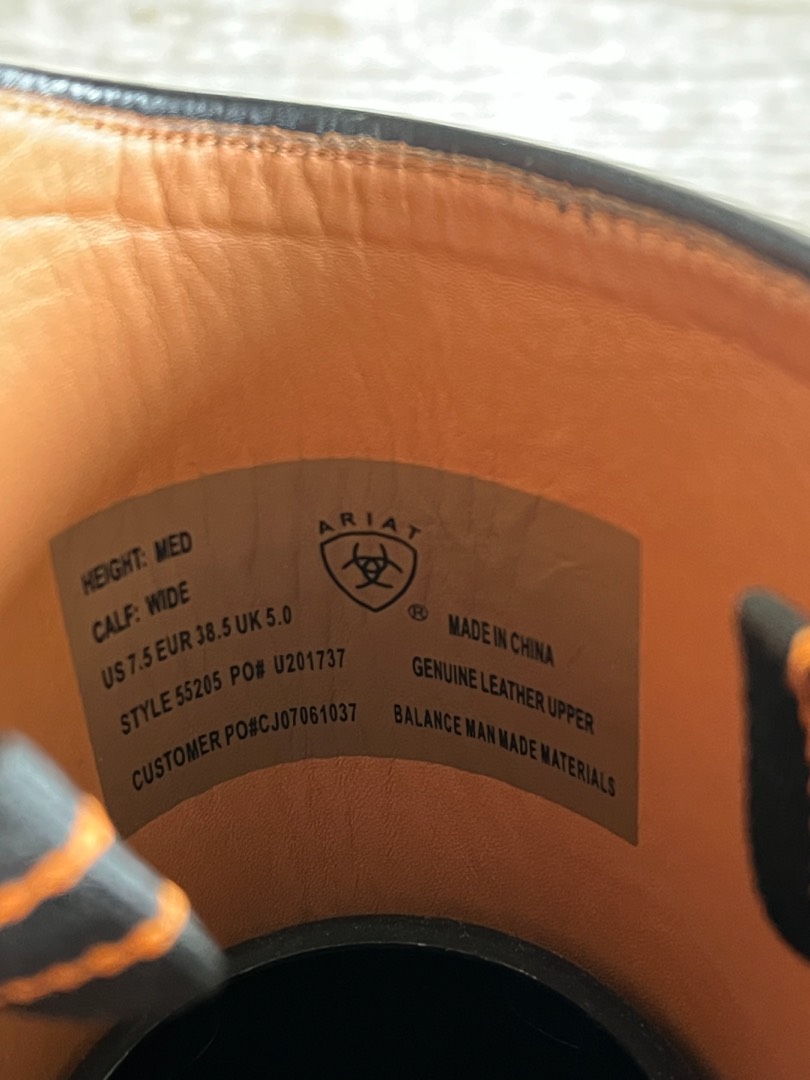 ARIAT
®
HEIGHT: MED
CALF: WIDE
US 7.5 EUR 38.5 UK 5.0
STYLE 55205 PO# U201737
CUSTOMER PO#CJ07061037
MADE IN CHINA
GENUINE LEATHER UPPER
BALANCE MAN MADE MATERIALS